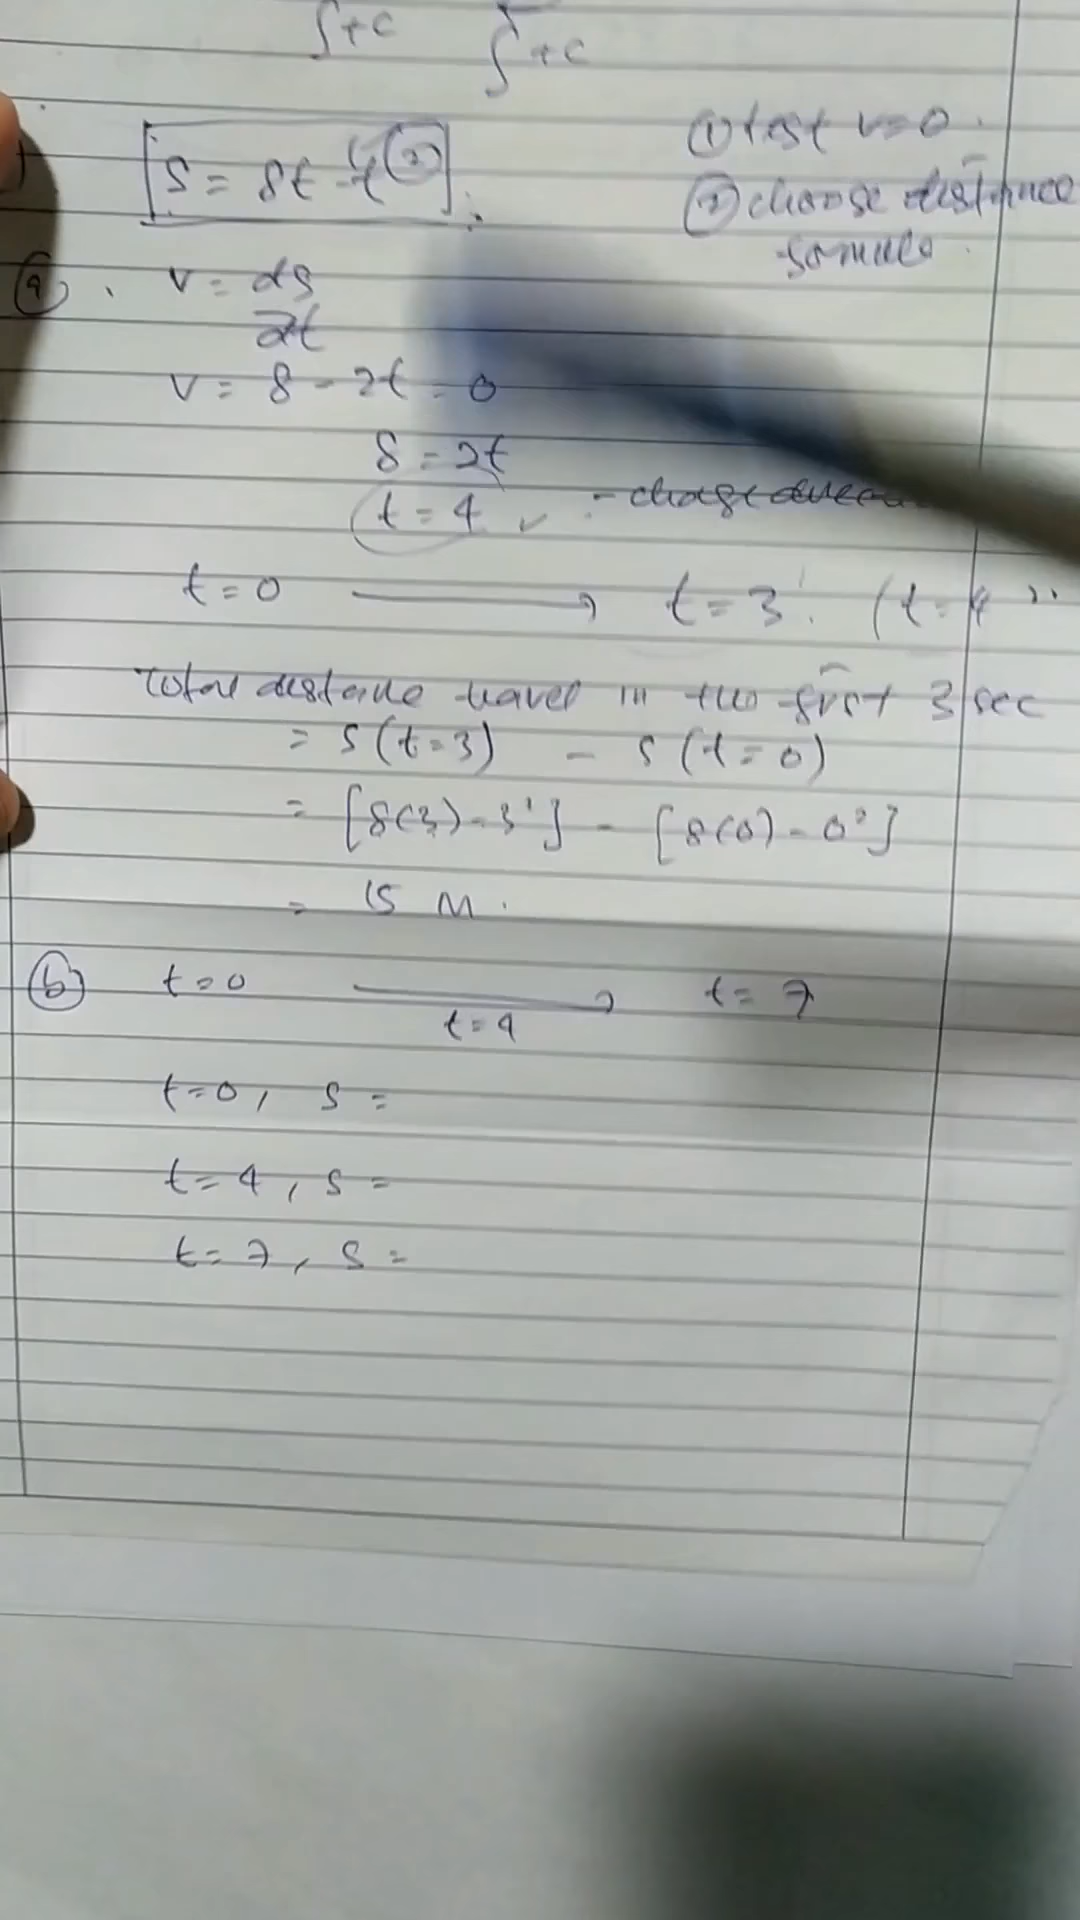 ∫+c ∫+c
① test v=0.
S = 8t - t²
② choose distance
formula.
ⓐ. v = ds
dt
v = 8 - 2t = 0
8 = 2t
t = 4 - change
t=0 → t=3. (t=4
Total distance travel in the first 3 sec
= s(t=3) - s(t=0)
= [8(3)-3²] - [8(0)-0²]
= 15 M.
ⓑ t=0 → t=7
t=4
t=0, s=
t=4, s=
t=7, s=